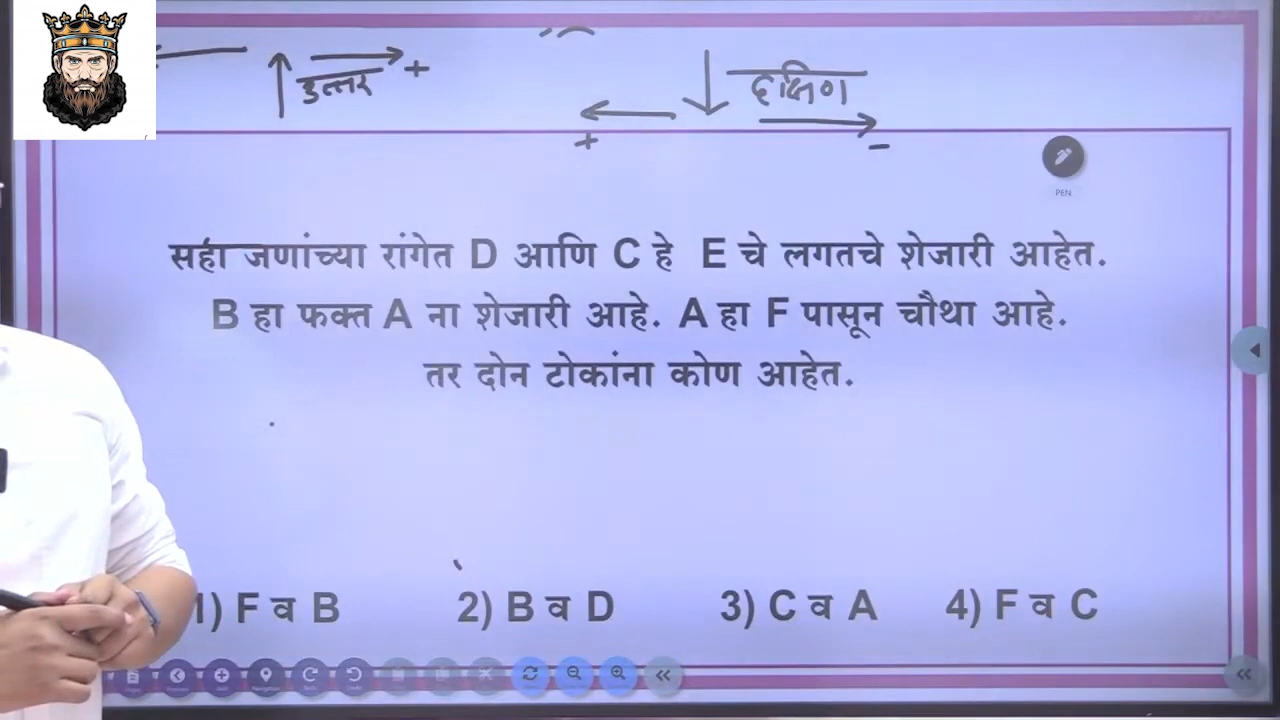 उत्तर +
दक्षिण
+ -
PEN
सहा जणांच्या रांगेत D आणि C हे E चे लगतचे शेजारी आहेत.
B हा फक्त A ना शेजारी आहे. A हा F पासून चौथा आहे.
तर दोन टोकांना कोण आहेत.
1) F व B 2) B व D 3) C व A 4) F व C